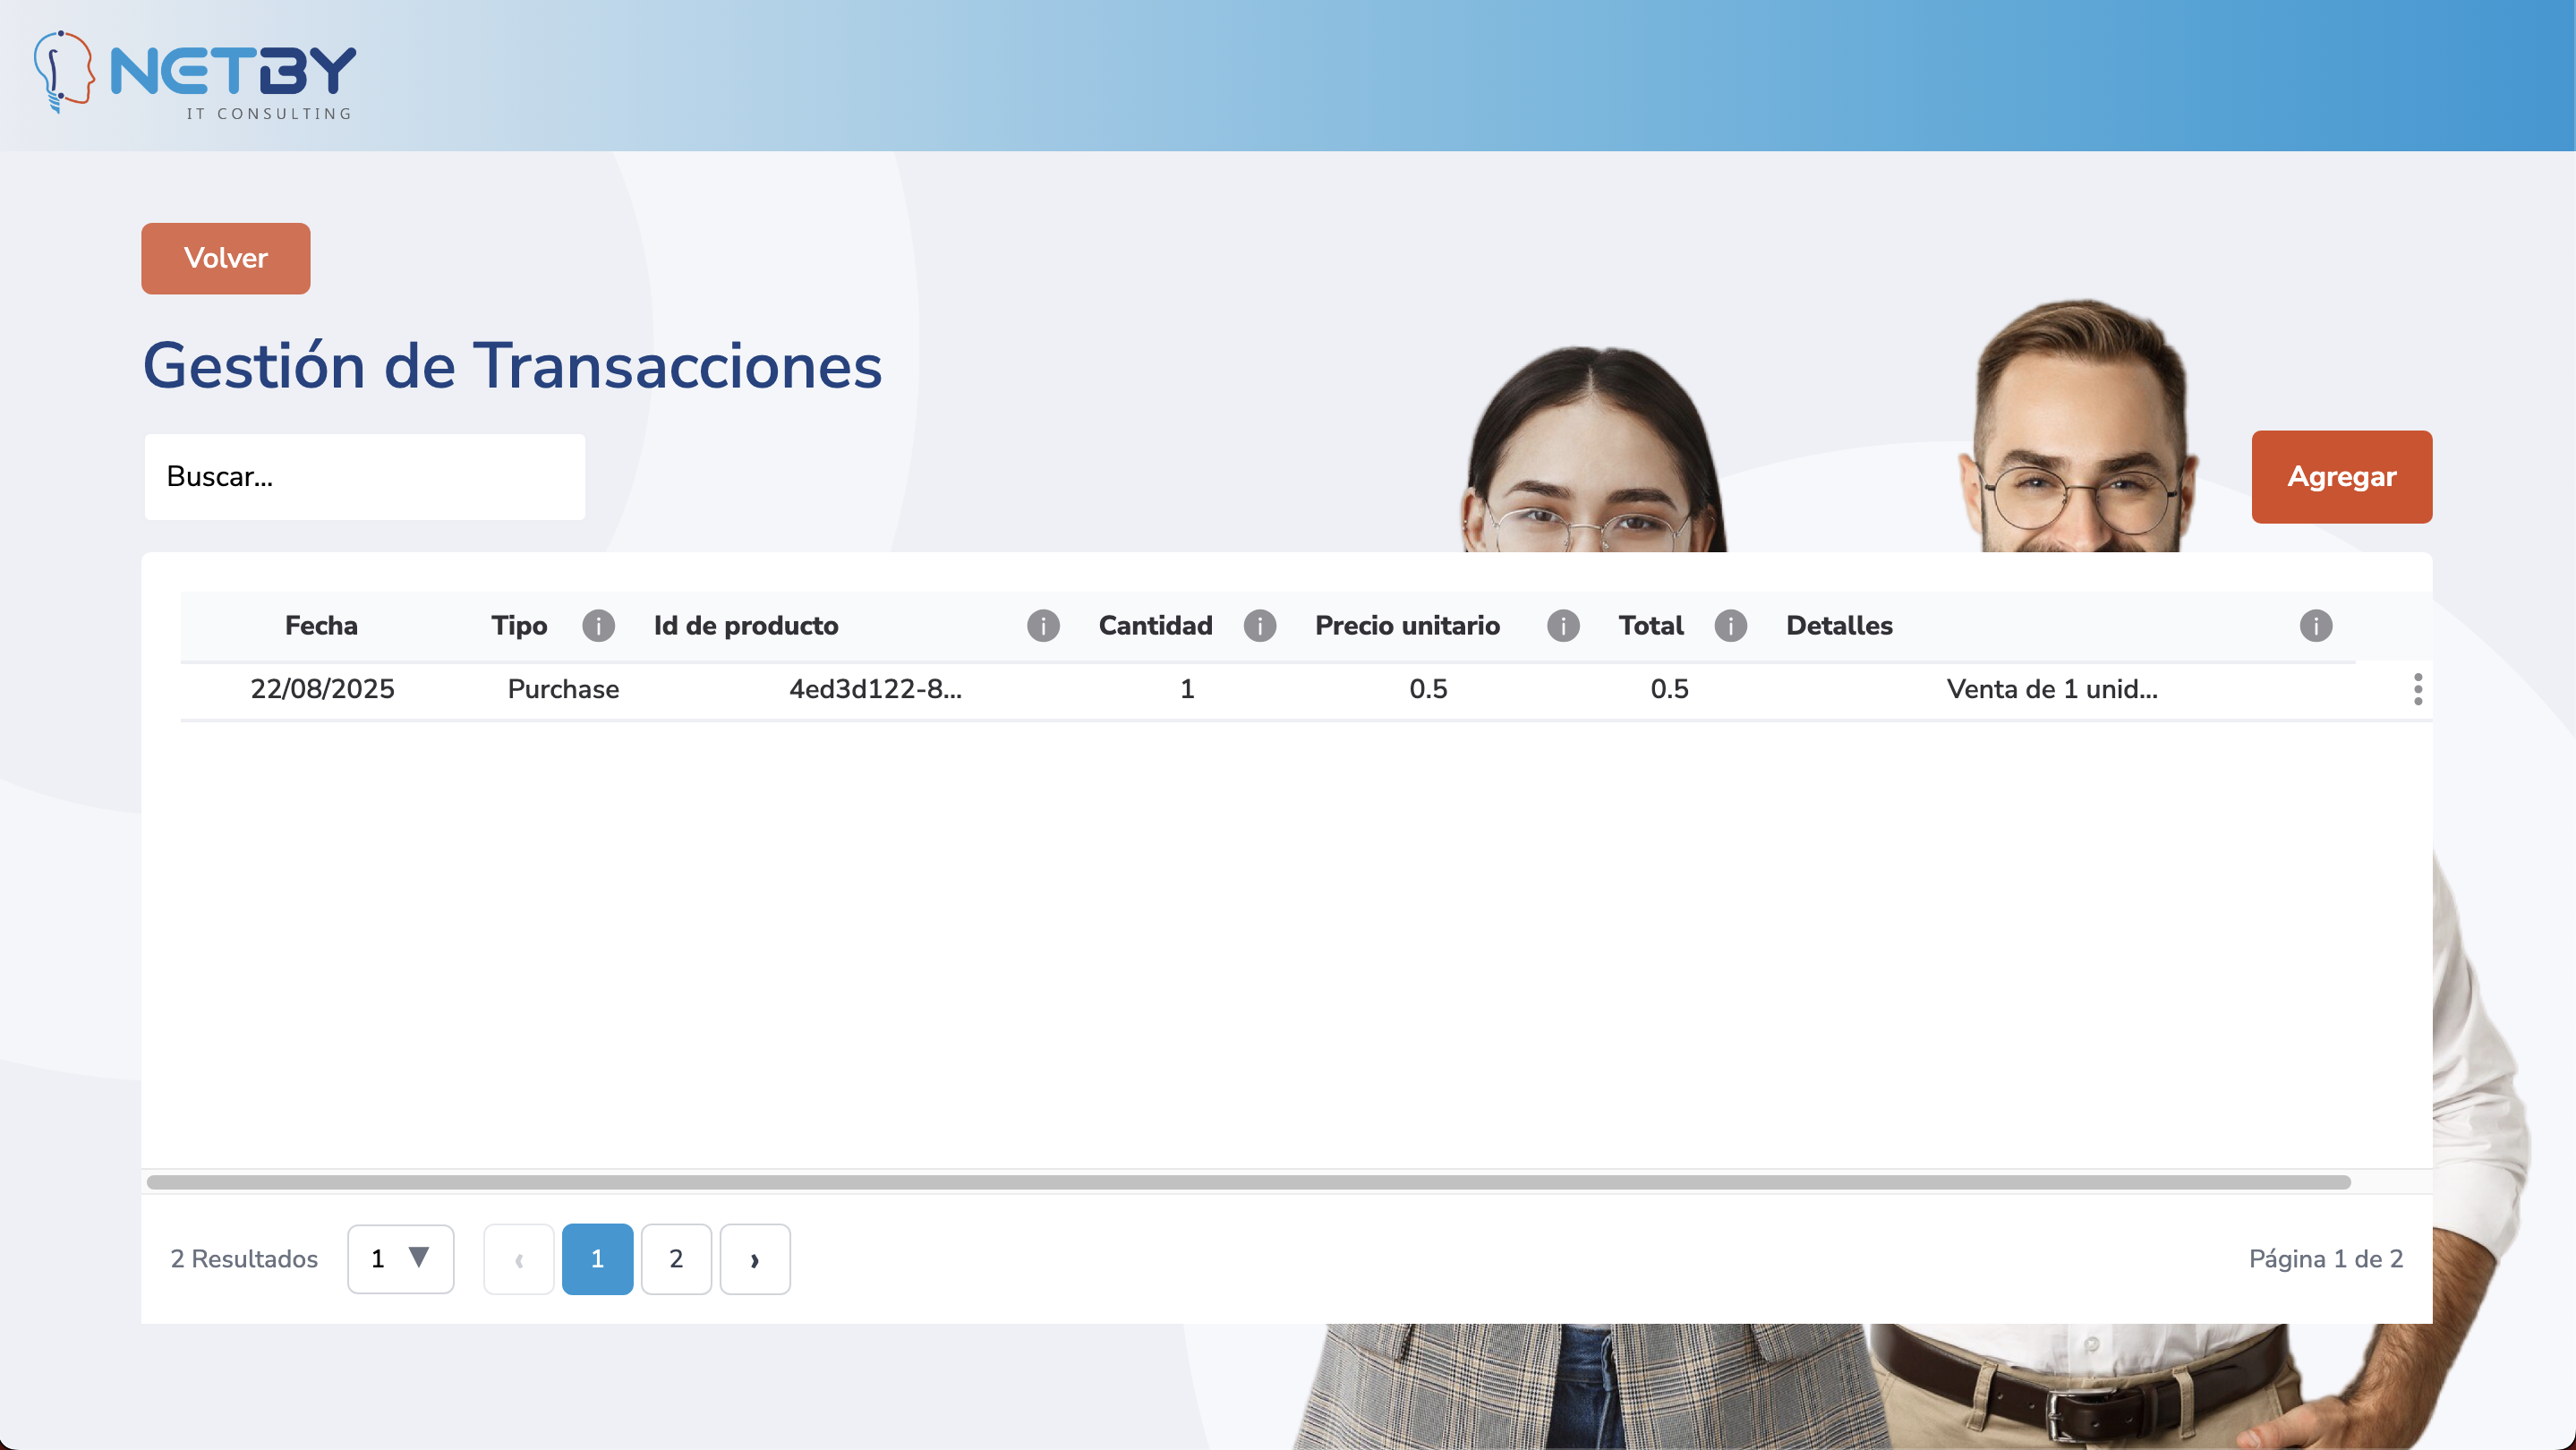 NETBY
IT CONSULTING
Volver
Gestión de Transacciones
Buscar...
Agregar
Fecha Tipo i Id de producto i Cantidad i Precio unitario i Total i Detalles i
22/08/2025 Purchase 4ed3d122-8... 1 0.5 0.5 Venta de 1 unid...
2 Resultados 1 ▼ ‹ 1 2 › Página 1 de 2